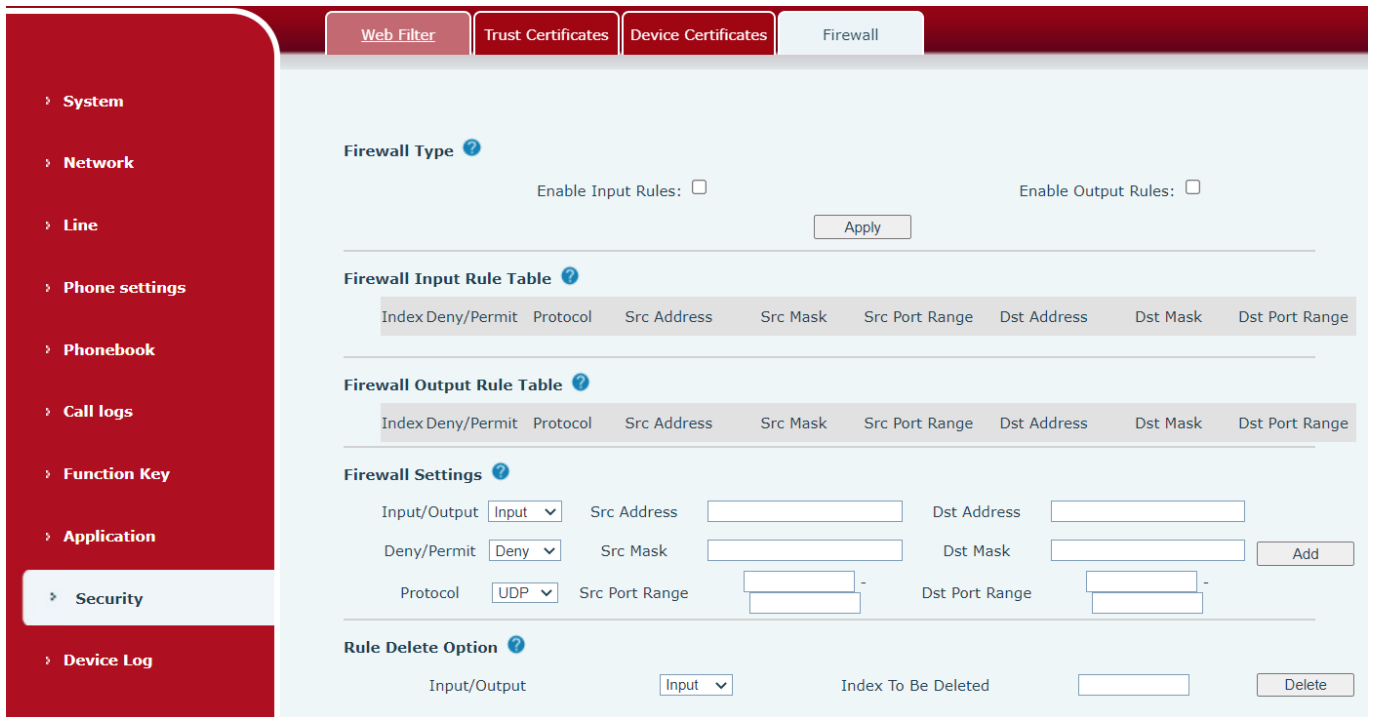 Web Filter Trust Certificates Device Certificates Firewall
System
Network
Line
Phone settings
Phonebook
Call logs
Function Key
Application
Security
Device Log
Firewall Type ?
Enable Input Rules: Enable Output Rules:
Apply
Firewall Input Rule Table ?
Index Deny/Permit Protocol Src Address Src Mask Src Port Range Dst Address Dst Mask Dst Port Range
Firewall Output Rule Table ?
Index Deny/Permit Protocol Src Address Src Mask Src Port Range Dst Address Dst Mask Dst Port Range
Firewall Settings ?
Input/Output Input Src Address Dst Address
Deny/Permit Deny Src Mask Dst Mask Add
Protocol UDP Src Port Range - Dst Port Range -
Rule Delete Option ?
Input/Output Input Index To Be Deleted Delete